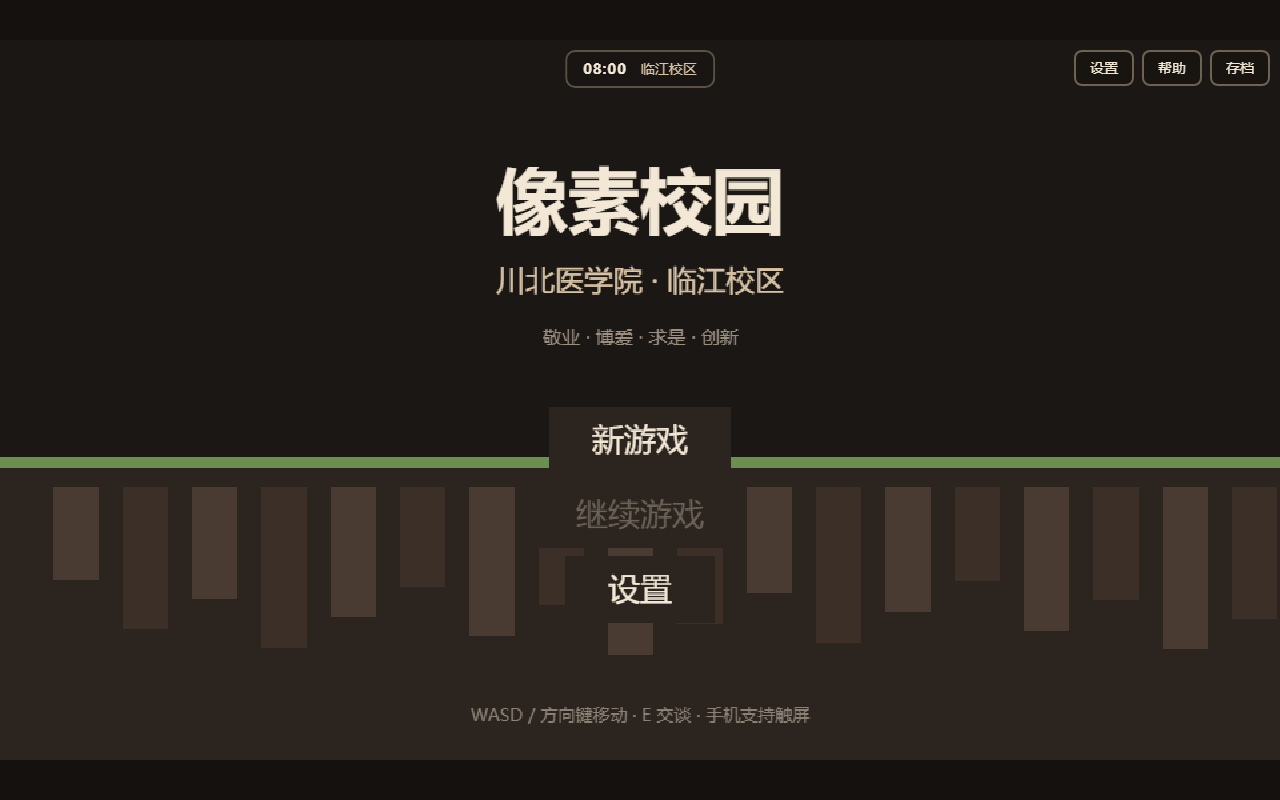 08:00 临江校区
设置 帮助 存档
像素校园
川北医学院 · 临江校区
敬业 · 博爱 · 求是 · 创新
新游戏
继续游戏
设置
WASD / 方向键移动 · E 交谈 · 手机支持触屏